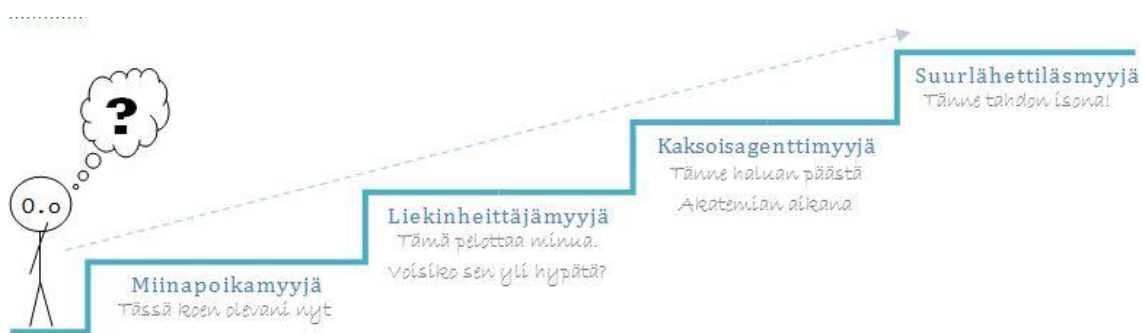 .............
?
O.o
Miinapoikamyyjä
Tässä koen olevani nyt
Liekinheittäjämyyjä
Tämä pelottaa minua.
Voisiko sen yli hypätä?
Kaksoisagenttimyyjä
Tänne haluan päästä
Akatemian aikana
Suurlähettiläsmyyjä
Tänne tahdon isona!